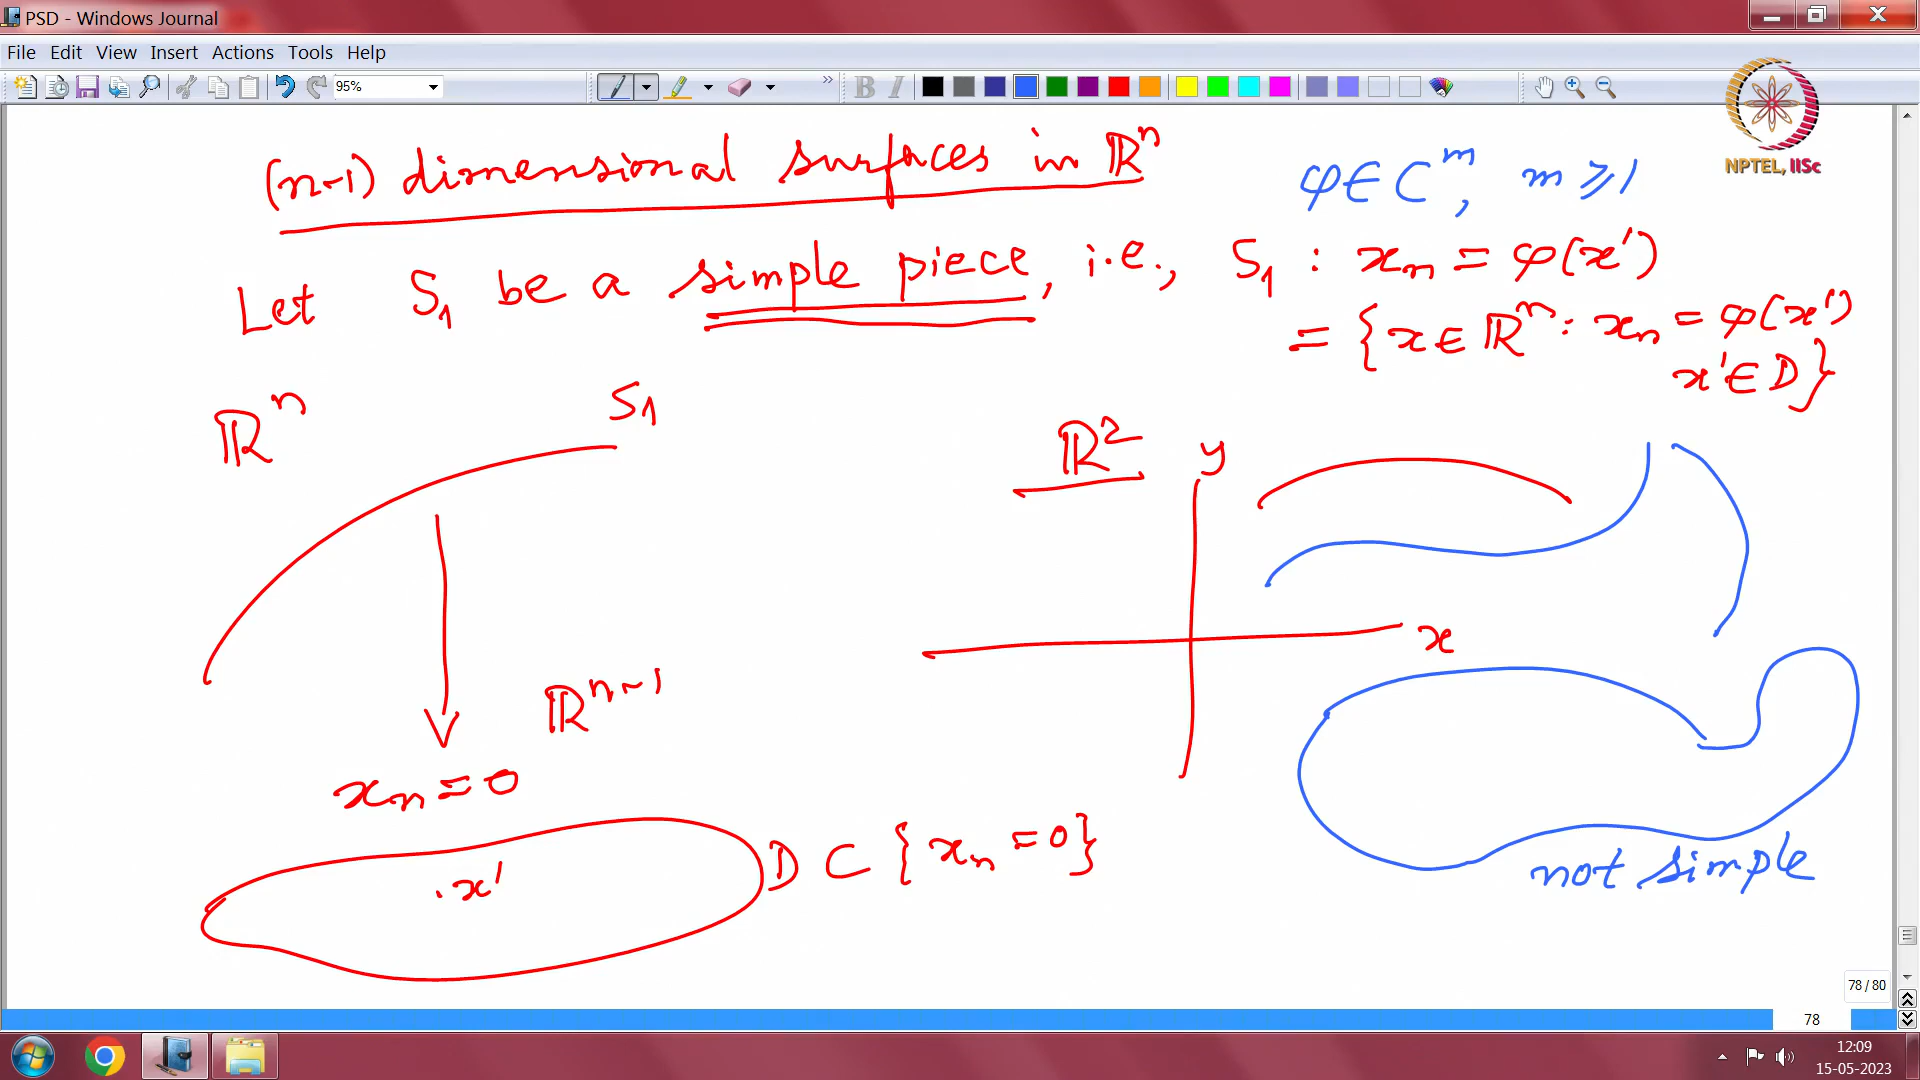 PSD - Windows Journal
File Edit View Insert Actions Tools Help
95%
B I
NPTEL, IISc
(n-1) dimensional surfaces in ℝⁿ
φ ∈ Cᵐ, m ⩾ 1
Let S₁ be a simple piece, i.e., S₁ : xₙ = φ(x')
= {x ∈ ℝⁿ : xₙ = φ(x')
x' ∈ D}
ℝⁿ
S₁
ℝ²
y
x
ℝⁿ⁻¹
xₙ = 0
D ⊂ {xₙ = 0}
. x'
not simple
78 / 80
78
12:09
15-05-2023